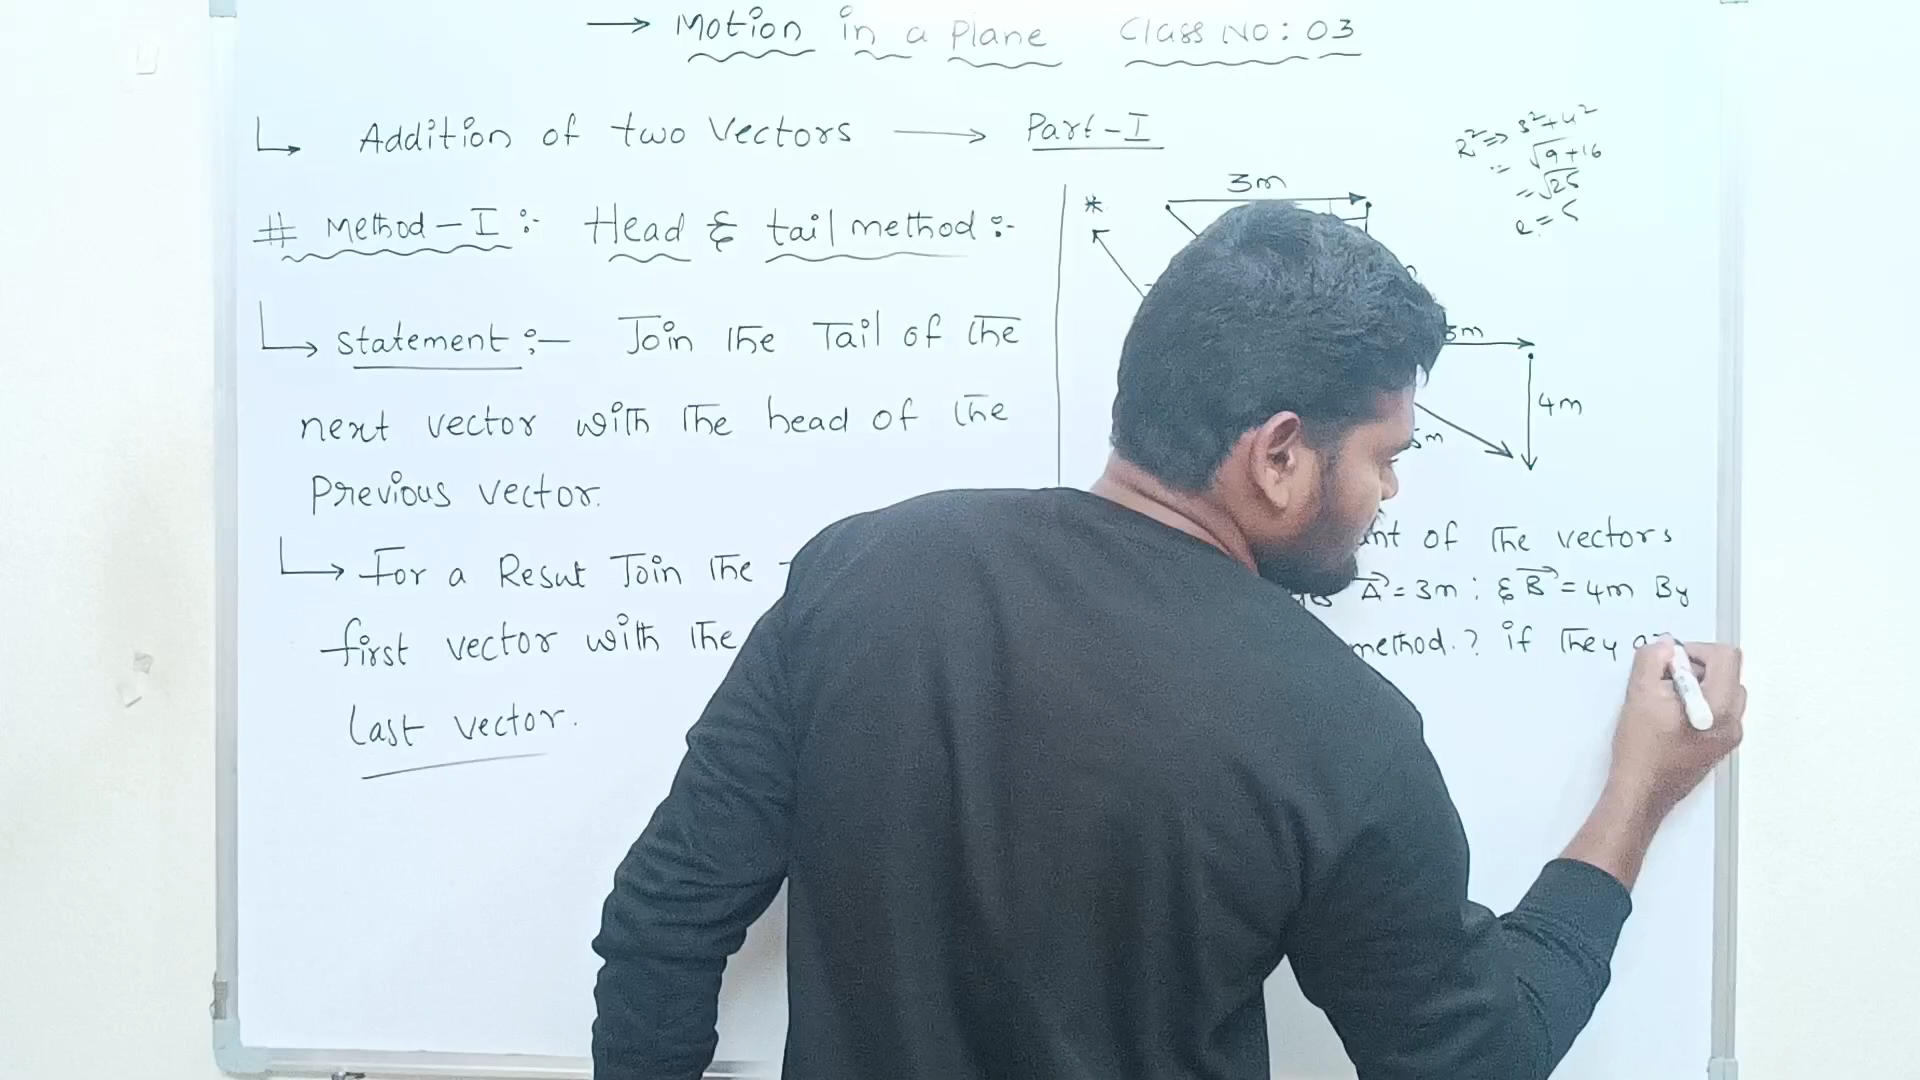 → Motion in a Plane Class No: 03
↳ Addition of two Vectors → Part-I
# Method-I :- Head & tail method :-
↳ Statement :- Join The Tail of the
next vector with The head of the
Previous vector.
↳ For a Resut Join The
first vector with The
Last vector.
R² => 3²+4²
= √9+16
= √25
R = 5
*
3m
3m
4m
5m
of The vectors
A⃗ = 3m ; & B⃗ = 4m By
method.? if They